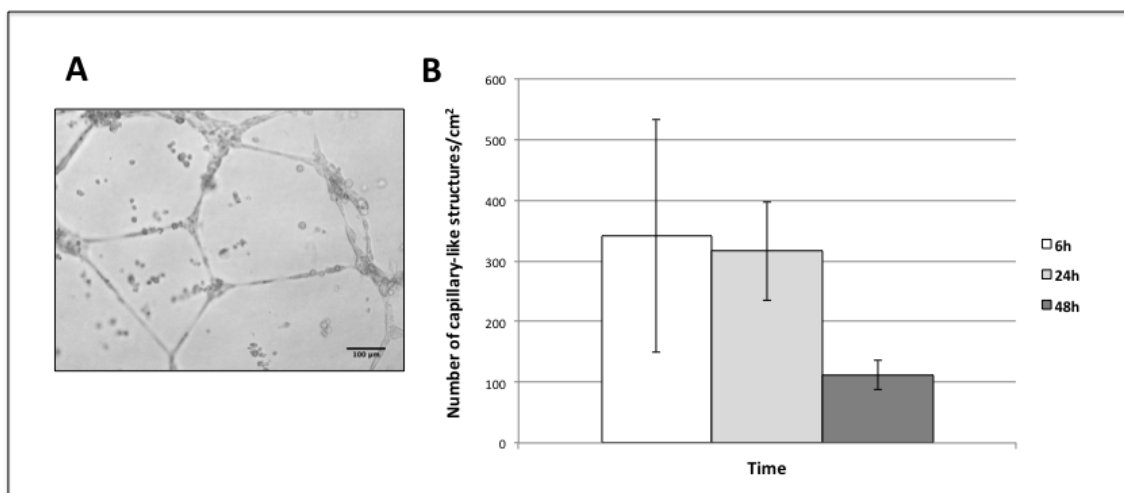 A
100 µm
B
Number of capillary-like structures/cm²
600
500
400
300
200
100
0
Time
6h
24h
48h